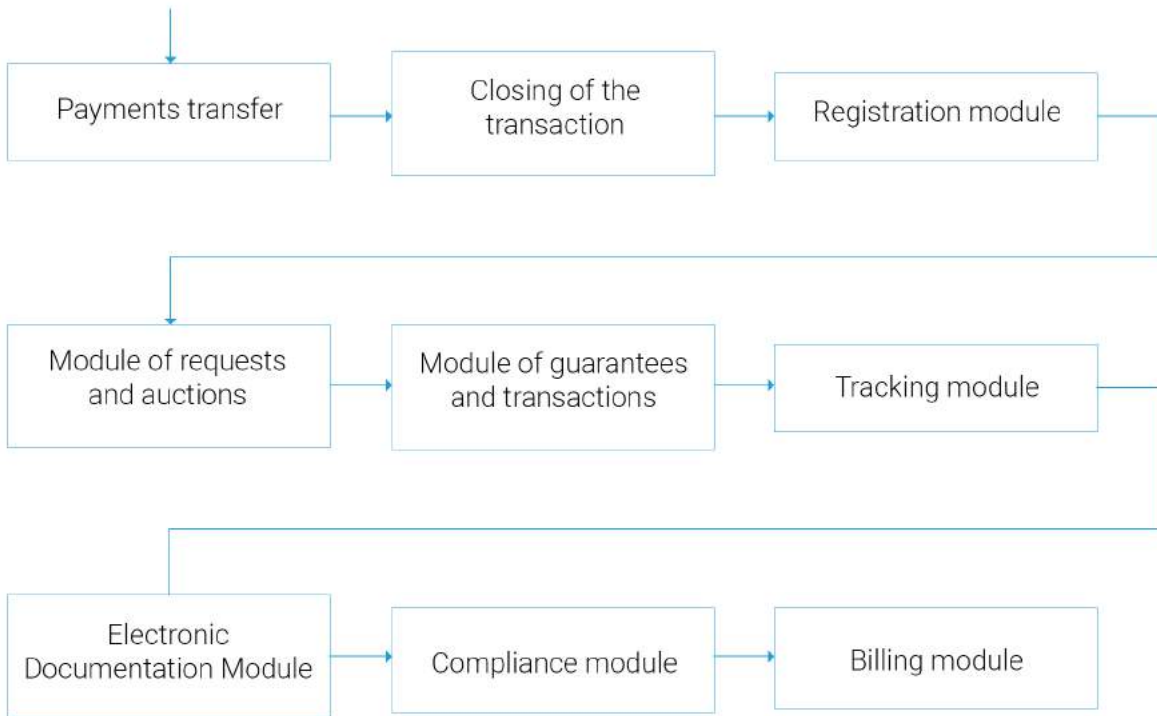 Payments transfer
Closing of the
transaction
Registration module
Module of requests
and auctions
Module of guarantees
and transactions
Tracking module
Electronic
Documentation Module
Compliance module
Billing module